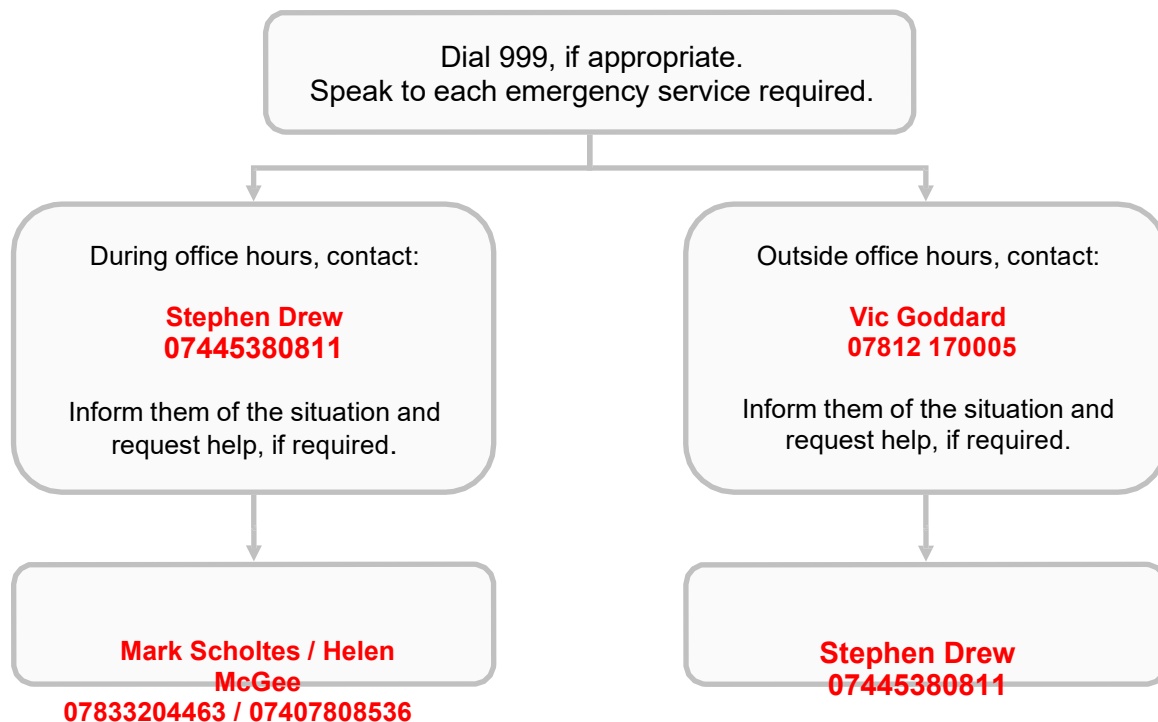 Dial 999, if appropriate.
Speak to each emergency service required.
During office hours, contact:
Stephen Drew
07445380811
Inform them of the situation and
request help, if required.
Outside office hours, contact:
Vic Goddard
07812 170005
Inform them of the situation and
request help, if required.
Mark Scholtes / Helen
McGee
07833204463 / 07407808536
Stephen Drew
07445380811